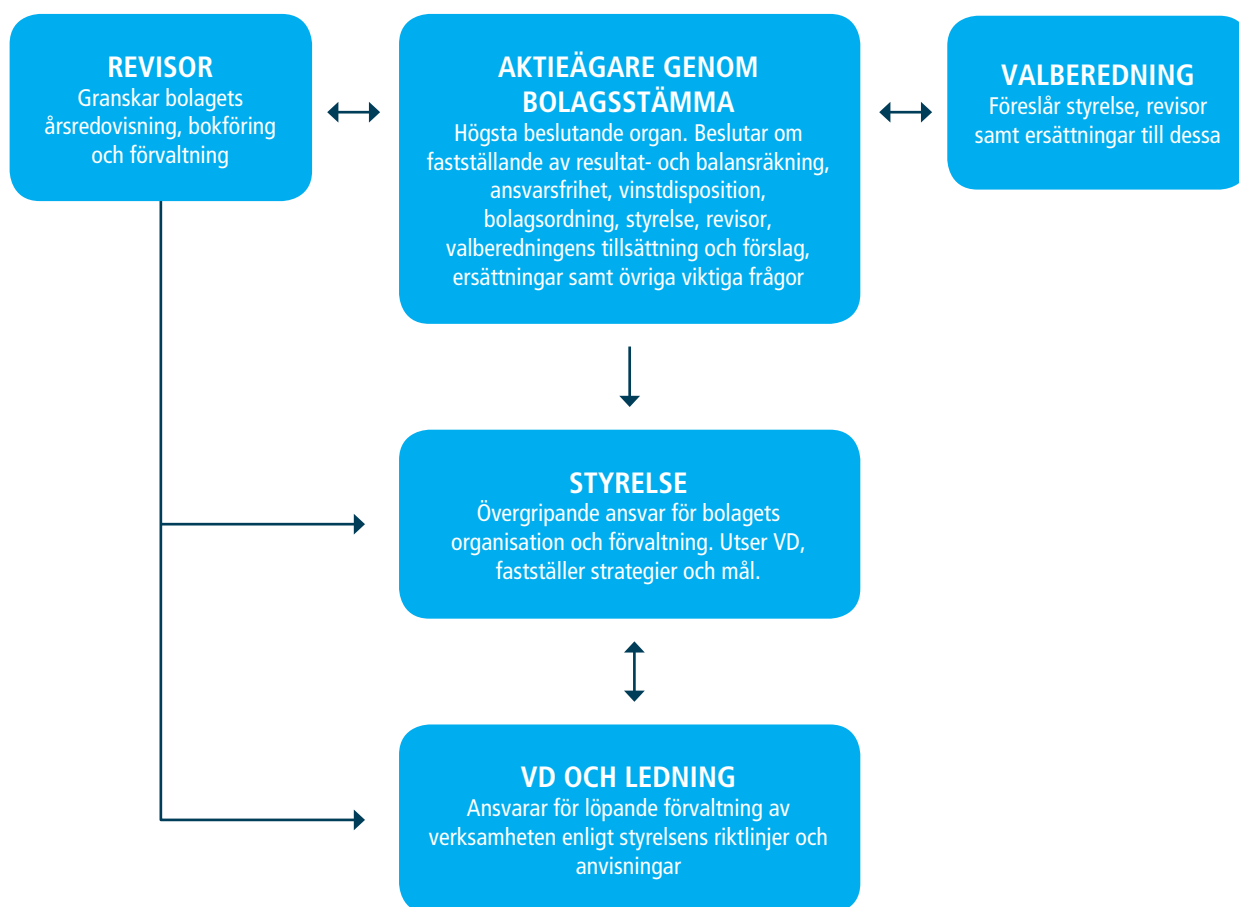 REVISOR
Granskar bolagets
årsredovisning, bokföring
och förvaltning
AKTIEÄGARE GENOM
BOLAGSSTÄMMA
Högsta beslutande organ. Beslutar om
fastställande av resultat- och balansräkning,
ansvarsfrihet, vinstdisposition,
bolagsordning, styrelse, revisor,
valberedningens tillsättning och förslag,
ersättningar samt övriga viktiga frågor
VALBEREDNING
Föreslår styrelse, revisor
samt ersättningar till dessa
STYRELSE
Övergripande ansvar för bolagets
organisation och förvaltning. Utser VD,
fastställer strategier och mål.
VD OCH LEDNING
Ansvarar för löpande förvaltning av
verksamheten enligt styrelsens riktlinjer och
anvisningar